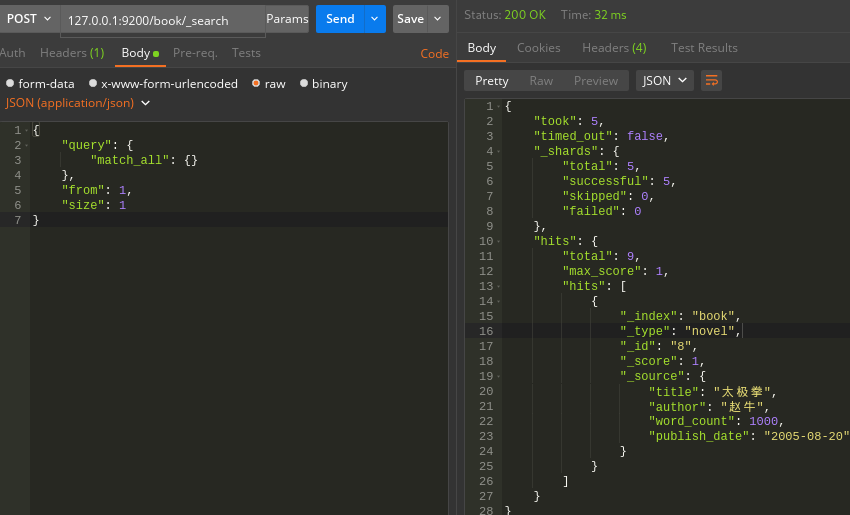 POST 127.0.0.1:9200/book/_search Params Send Save
Auth Headers (1) Body Pre-req. Tests Code
form-data x-www-form-urlencoded raw binary
JSON (application/json)
1 {
2 "query": {
3 "match_all": {}
4 },
5 "from": 1,
6 "size": 1
7 }
Status: 200 OK Time: 32 ms
Body Cookies Headers (4) Test Results
Pretty Raw Preview JSON
1 {
2 "took": 5,
3 "timed_out": false,
4 "_shards": {
5 "total": 5,
6 "successful": 5,
7 "skipped": 0,
8 "failed": 0
9 },
10 "hits": {
11 "total": 9,
12 "max_score": 1,
13 "hits": [
14 {
15 "_index": "book",
16 "_type": "novel",
17 "_id": "8",
18 "_score": 1,
19 "_source": {
20 "title": "太极拳",
21 "author": "赵牛",
22 "word_count": 1000,
23 "publish_date": "2005-08-20"
24 }
25 }
26 ]
27 }
28 }